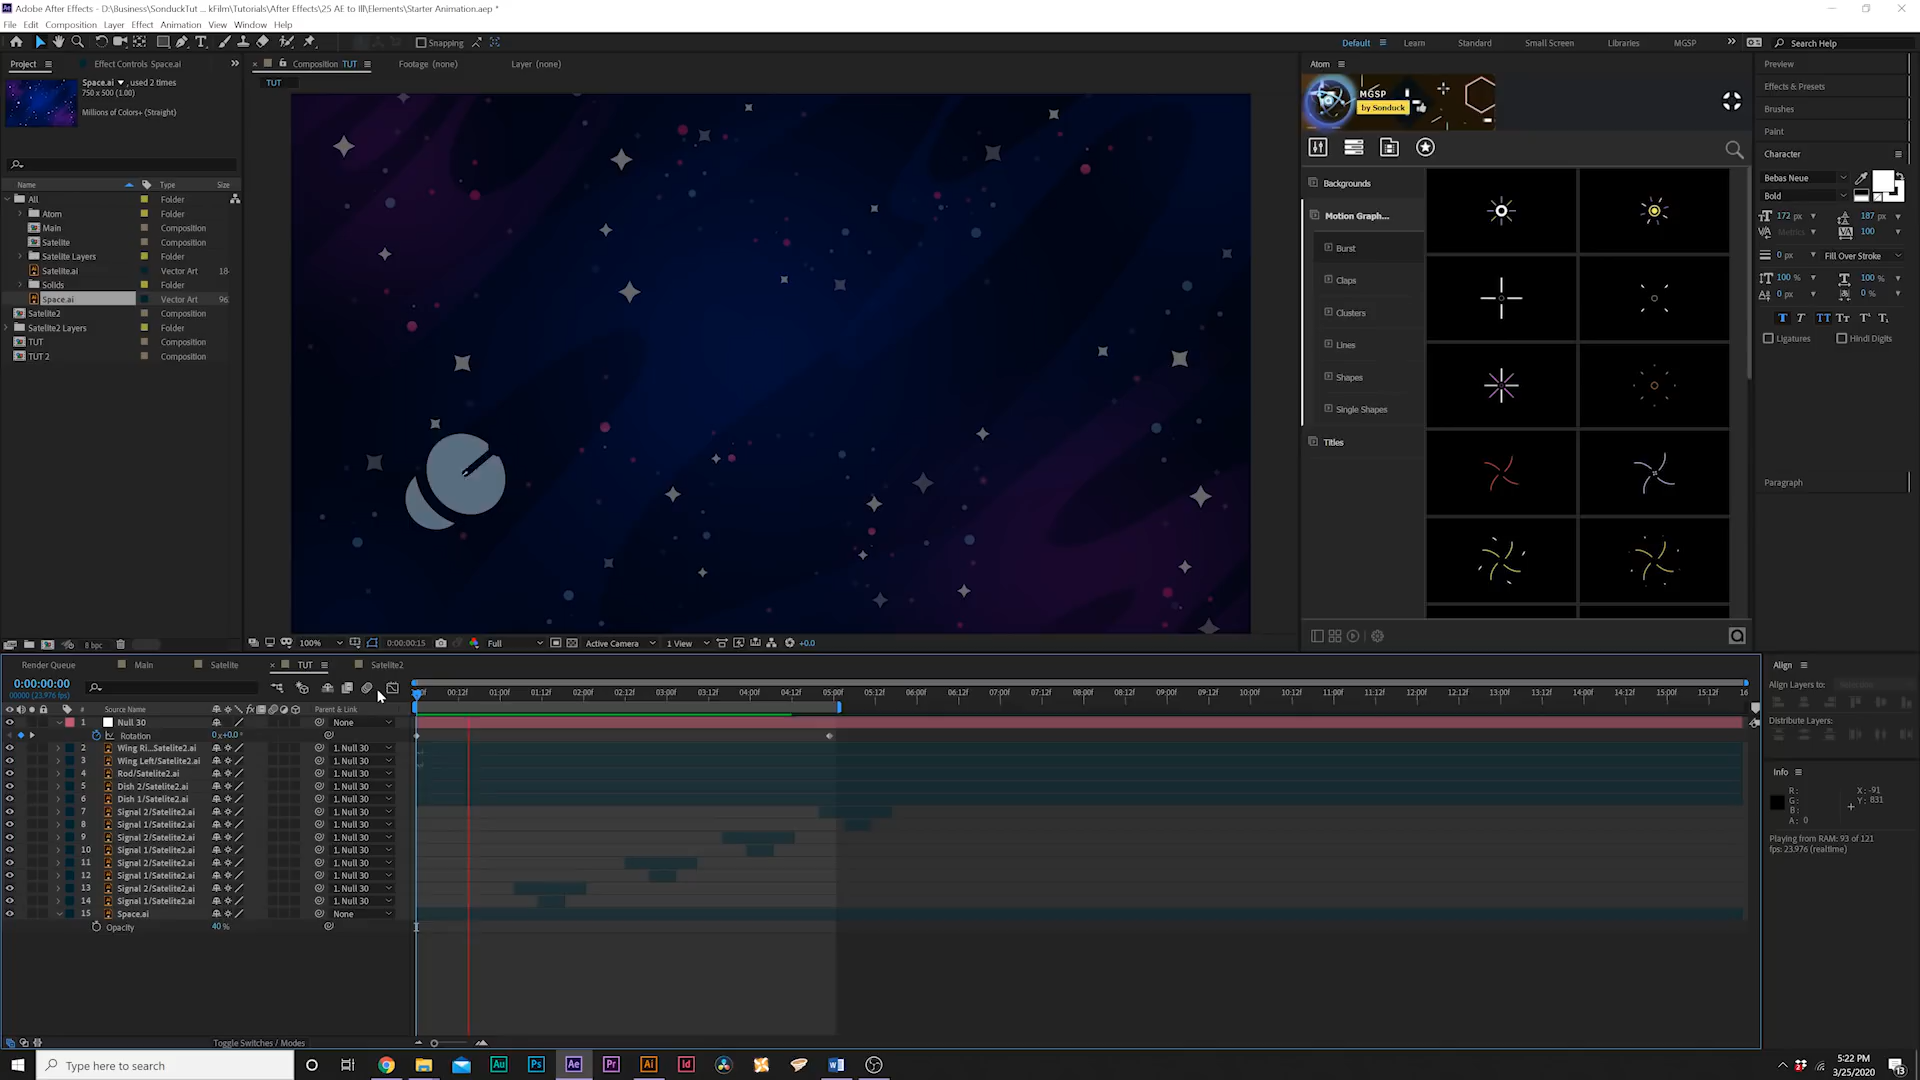 Adobe After Effects - D:\Business\SonduckTut ... kFilm\Tutorials\After Effects\25 AE to Ill\Elements\Starter Animation.aep *
File Edit Composition Layer Effect Animation View Window Help
Snapping
Default Learn Standard Small Screen Libraries MGSP Search Help
Project Effect Controls Space.ai
Space.ai , used 2 times
750 x 500 (1.00)
Millions of Colors+ (Straight)
Name Type Size
All Folder
Atom Folder
Main Composition
Satelite Composition
Satelite Layers Folder
Satelite.ai Vector Art 18
Solids Folder
Space.ai Vector Art 96
Satelite2 Composition
Satelite2 Layers Folder
TUT Composition
TUT 2 Composition
8 bpc
Composition TUT Footage (none) Layer (none)
TUT
100% 0:00:00:15 Full Active Camera 1 View +0.0
Atom
MGSP
by Sonduck
Backgrounds
Motion Graph...
Burst
Claps
Clusters
Lines
Shapes
Single Shapes
Titles
Preview
Effects & Presets
Brushes
Paint
Character
Bebas Neue
Bold
172 px 187 px
Metrics 100
0 px Fill Over Stroke
100 % 100 %
0 px 0 %
Ligatures Hindi Digits
Paragraph
Render Queue Main Satelite TUT Satelite2
0:00:00:00
00000 (23.976 fps)
# Source Name Parent & Link
00:12f 01:00f 01:12f 02:00f 02:12f 03:00f 03:12f 04:00f 04:12f 05:00f 05:12f 06:00f 06:12f 07:00f 07:12f 08:00f 08:12f 09:00f 09:12f 10:00f 10:12f 11:00f 11:12f 12:00f 12:12f 13:00f 13:12f 14:00f 14:12f 15:00f 15:12f 16
1 Null 30 None
Rotation 0x+0.0°
2 Wing Ri...Satelite2.ai 1. Null 30
3 Wing Left/Satelite2.ai 1. Null 30
4 Rod/Satelite2.ai 1. Null 30
5 Dish 2/Satelite2.ai 1. Null 30
6 Dish 1/Satelite2.ai 1. Null 30
7 Signal 2/Satelite2.ai 1. Null 30
8 Signal 1/Satelite2.ai 1. Null 30
9 Signal 2/Satelite2.ai 1. Null 30
10 Signal 1/Satelite2.ai 1. Null 30
11 Signal 2/Satelite2.ai 1. Null 30
12 Signal 1/Satelite2.ai 1. Null 30
13 Signal 2/Satelite2.ai 1. Null 30
14 Signal 1/Satelite2.ai 1. Null 30
15 Space.ai None
Opacity 40 %
Toggle Switches / Modes
Align
Align Layers to:
Distribute Layers:
Info
R: X: -91
G: Y: 831
B:
A: 0
Playing from RAM: 93 of 121
fps: 23.976 (realtime)
Type here to search
Au Ps Ae Pr Ai Id
5:22 PM
3/25/2020
13